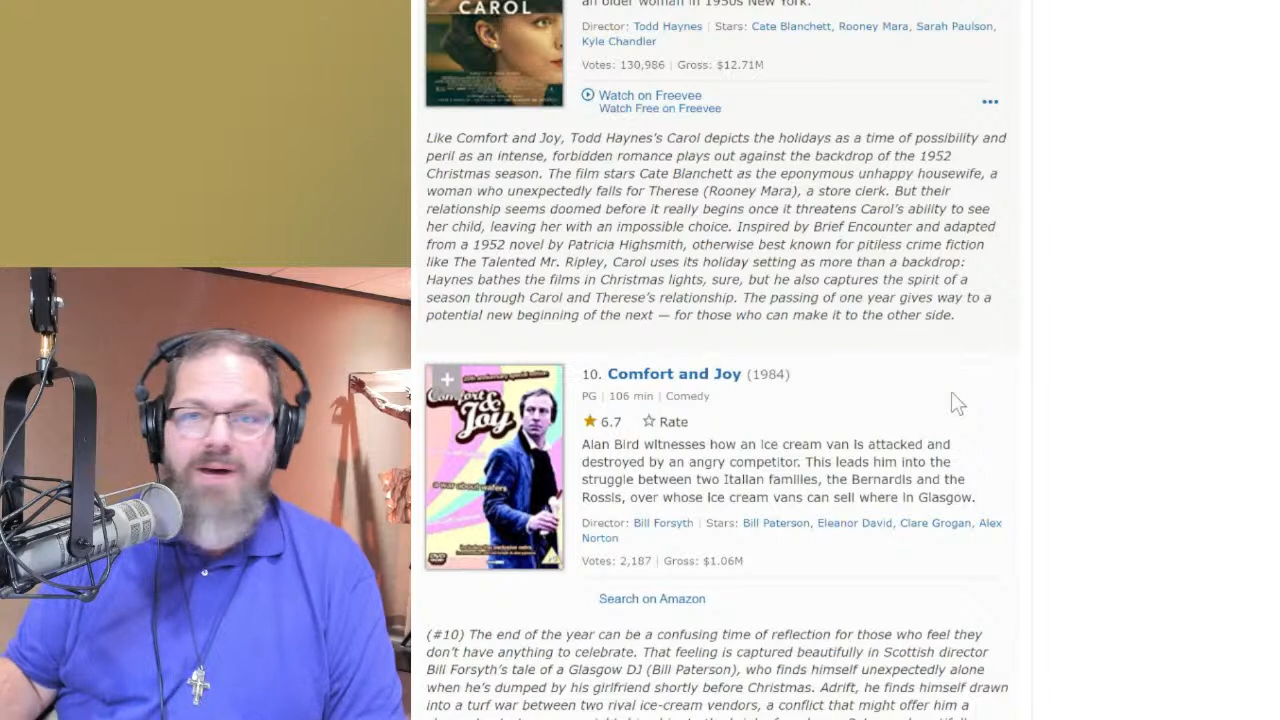 CAROL
an older woman in 1950s New York.
Director: Todd Haynes | Stars: Cate Blanchett, Rooney Mara, Sarah Paulson,
Kyle Chandler
Votes: 130,986 | Gross: $12.71M
Watch on Freevee
Watch Free on Freevee
Like Comfort and Joy, Todd Haynes's Carol depicts the holidays as a time of possibility and
peril as an intense, forbidden romance plays out against the backdrop of the 1952
Christmas season. The film stars Cate Blanchett as the eponymous unhappy housewife, a
woman who unexpectedly falls for Therese (Rooney Mara), a store clerk. But their
relationship seems doomed before it really begins once it threatens Carol's ability to see
her child, leaving her with an impossible choice. Inspired by Brief Encounter and adapted
from a 1952 novel by Patricia Highsmith, otherwise best known for pitiless crime fiction
like The Talented Mr. Ripley, Carol uses its holiday setting as more than a backdrop:
Haynes bathes the films in Christmas lights, sure, but he also captures the spirit of a
season through Carol and Therese's relationship. The passing of one year gives way to a
potential new beginning of the next — for those who can make it to the other side.
Comfort
&
Joy
a war about wafers
DVD
10. Comfort and Joy (1984)
PG | 106 min | Comedy
6.7 Rate
Alan Bird witnesses how an ice cream van is attacked and
destroyed by an angry competitor. This leads him into the
struggle between two Italian families, the Bernardis and the
Rossis, over whose ice cream vans can sell where in Glasgow.
Director: Bill Forsyth | Stars: Bill Paterson, Eleanor David, Clare Grogan, Alex
Norton
Votes: 2,187 | Gross: $1.06M
Search on Amazon
(#10) The end of the year can be a confusing time of reflection for those who feel they
don't have anything to celebrate. That feeling is captured beautifully in Scottish director
Bill Forsyth's tale of a Glasgow DJ (Bill Paterson), who finds himself unexpectedly alone
when he's dumped by his girlfriend shortly before Christmas. Adrift, he finds himself drawn
into a turf war between two rival ice-cream vendors, a conflict that might offer him a